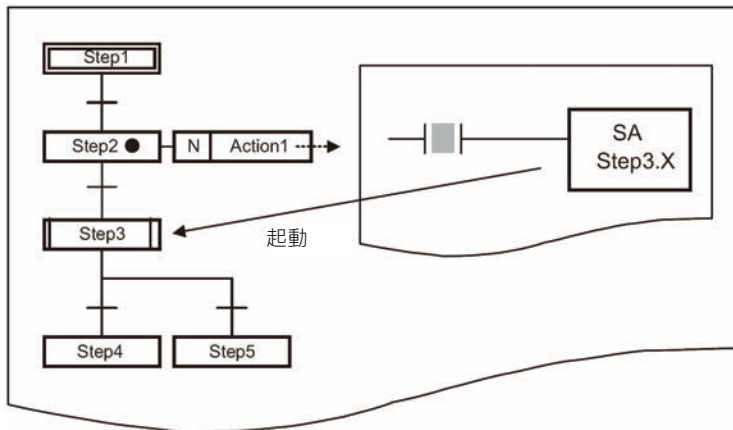 Step1
Step2
N
Action1
SA
Step3.X
Step3
起動
Step4
Step5